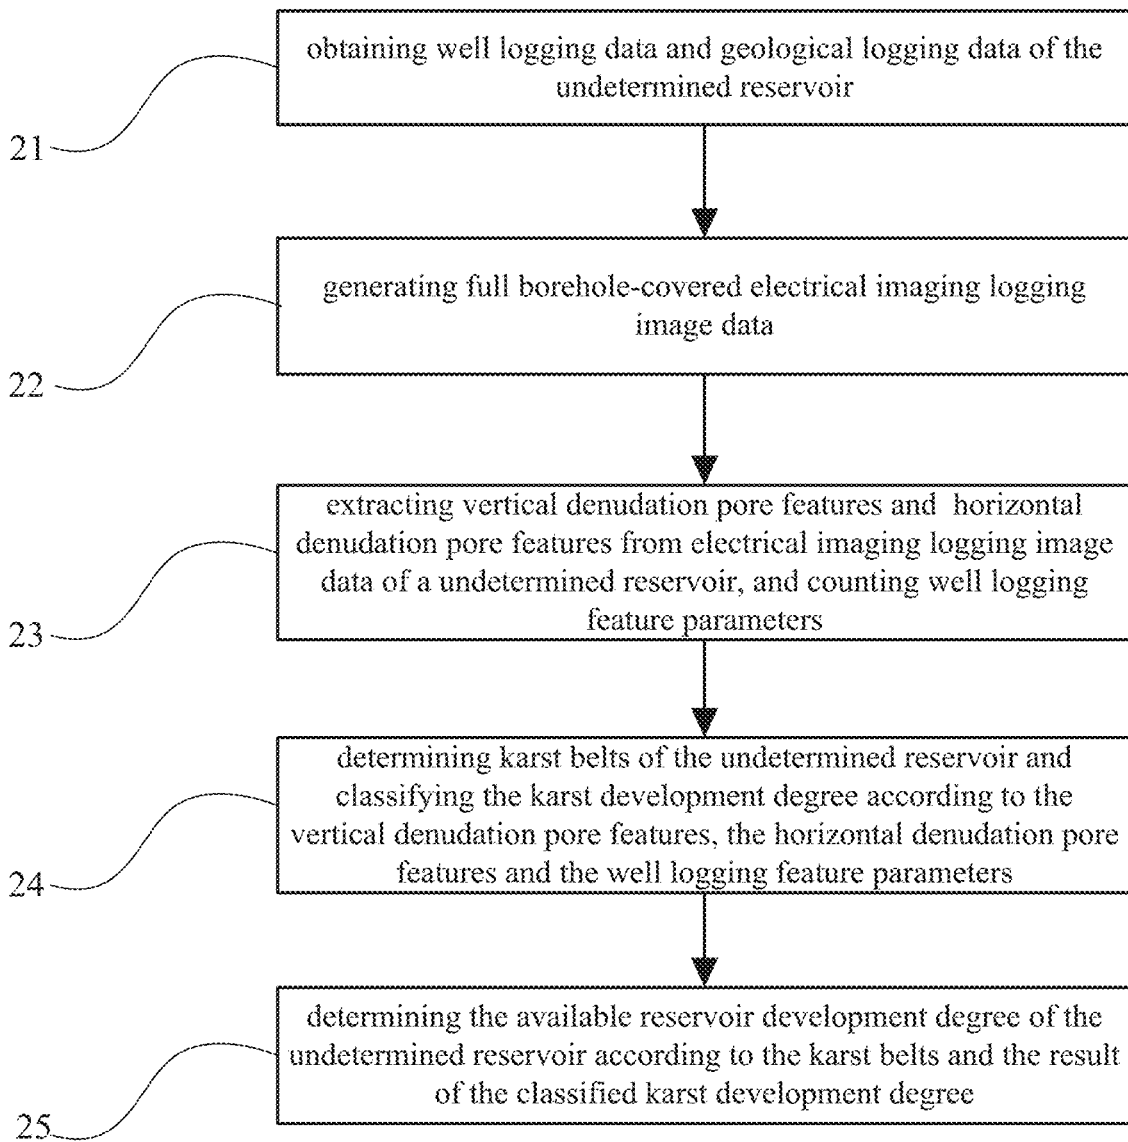 obtaining well logging data and geological logging data of the
undetermined reservoir
21
generating full borehole-covered electrical imaging logging
image data
22
extracting vertical denudation pore features and horizontal
denudation pore features from electrical imaging logging image
data of a undetermined reservoir, and counting well logging
feature parameters
23
determining karst belts of the undetermined reservoir and
classifying the karst development degree according to the
vertical denudation pore features, the horizontal denudation pore
features and the well logging feature parameters
24
determining the available reservoir development degree of the
undetermined reservoir according to the karst belts and the result
of the classified karst development degree
25